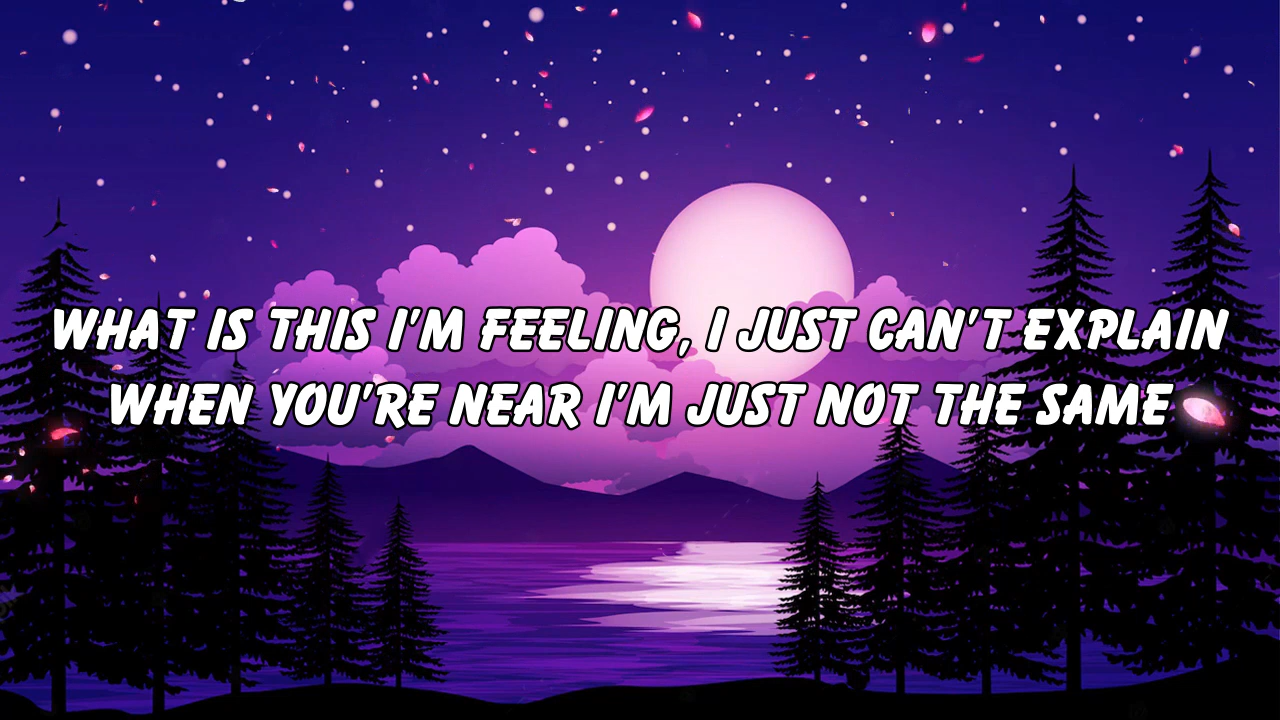 WHAT IS THIS I'M FEELING, I JUST CAN'T EXPLAIN
WHEN YOU'RE NEAR I'M JUST NOT THE SAME